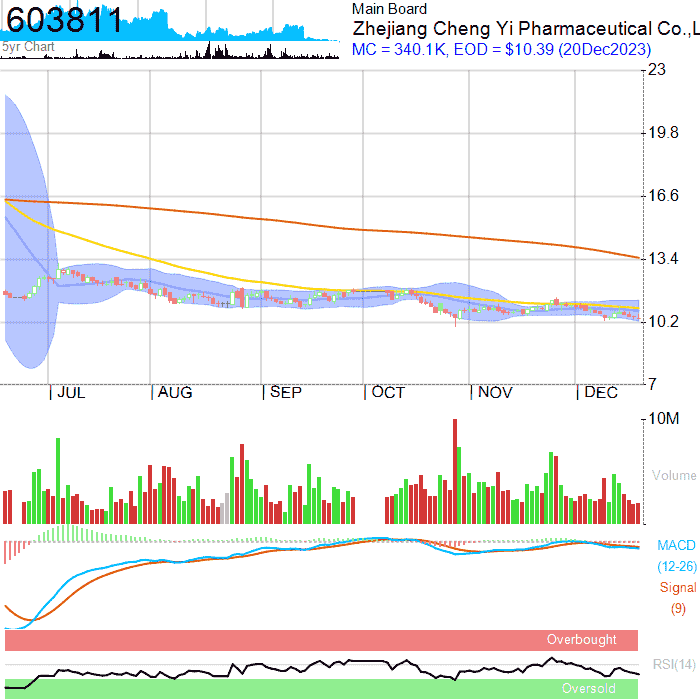 603811
5yr Chart
Main Board
Zhejiang Cheng Yi Pharmaceutical Co.,L
MC = 340.1K, EOD = $10.39 (20Dec2023)
23
19.8
16.6
13.4
10.2
7
JUL
AUG
SEP
OCT
NOV
DEC
10M
Volume
MACD
(12-26)
Signal
(9)
Overbought
RSI(14)
Oversold